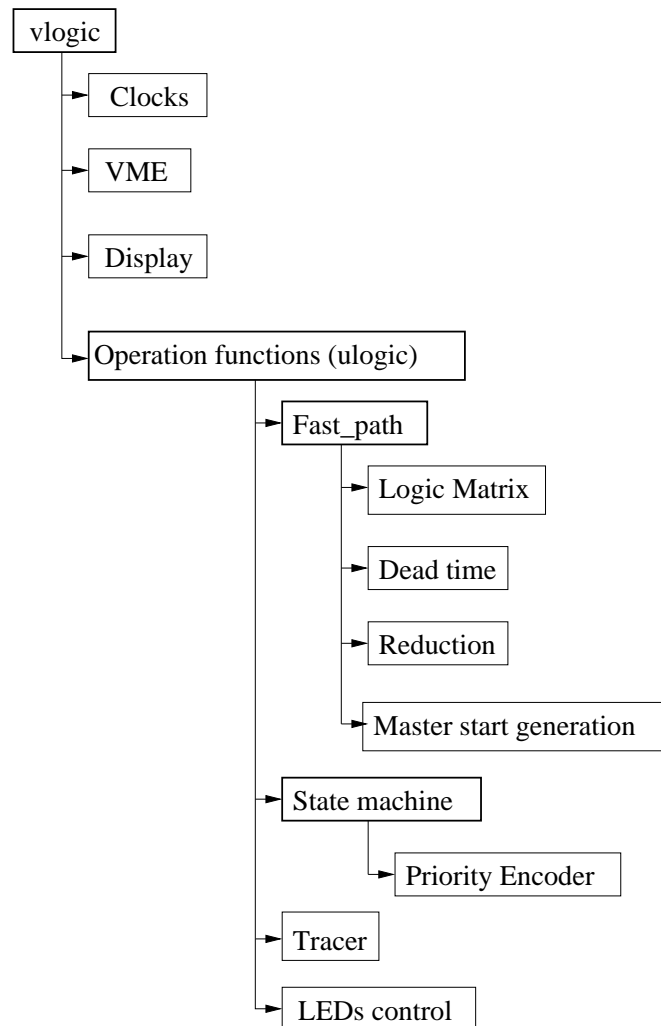 vlogic
Clocks
VME
Display
Operation functions (ulogic)
Fast_path
Logic Matrix
Dead time
Reduction
Master start generation
State machine
Priority Encoder
Tracer
LEDs control